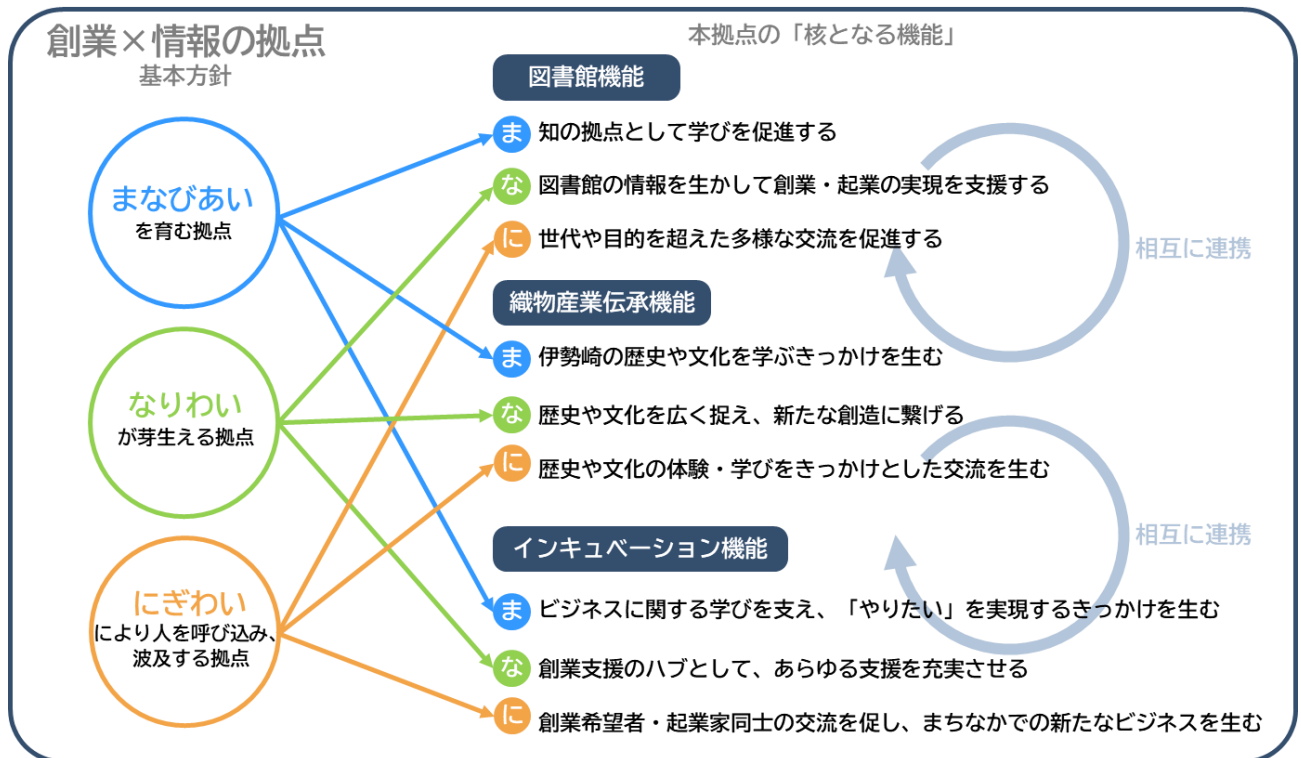 創業×情報の拠点
基本方針
まなびあい
を育む拠点
なりわい
が芽生える拠点
にぎわい
により人を呼び込み、
波及する拠点
本拠点の「核となる機能」
図書館機能
ま 知の拠点として学びを促進する
な 図書館の情報を生かして創業・起業の実現を支援する
に 世代や目的を超えた多様な交流を促進する
織物産業伝承機能
ま 伊勢崎の歴史や文化を学ぶきっかけを生む
な 歴史や文化を広く捉え、新たな創造に繋げる
に 歴史や文化の体験・学びをきっかけとした交流を生む
インキュベーション機能
ま ビジネスに関する学びを支え、「やりたい」を実現するきっかけを生む
な 創業支援のハブとして、あらゆる支援を充実させる
に 創業希望者・起業家同士の交流を促し、まちなかでの新たなビジネスを生む
相互に連携
相互に連携